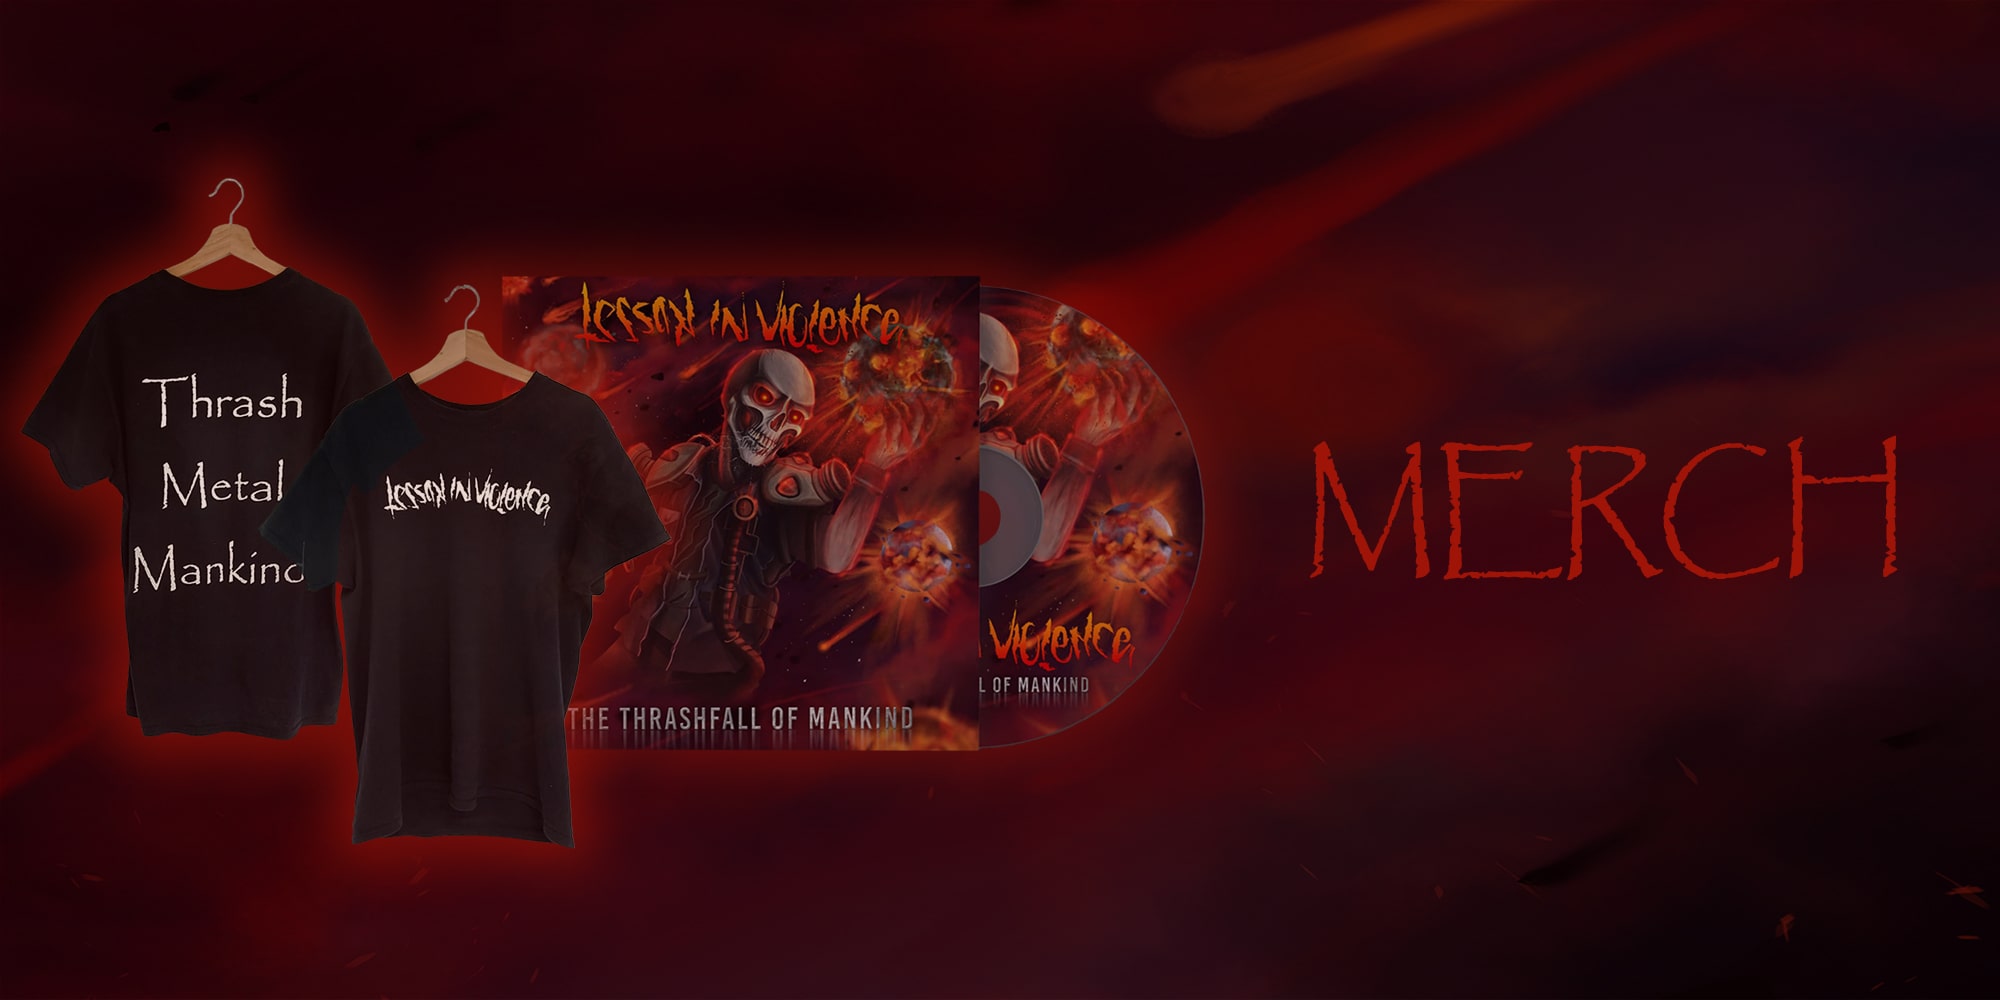 Thrash
Metal
Mankind
Lesson in Violence
Lesson in Violence
THE THRASHFALL OF MANKIND
Violence
L OF MANKIND
MERCH